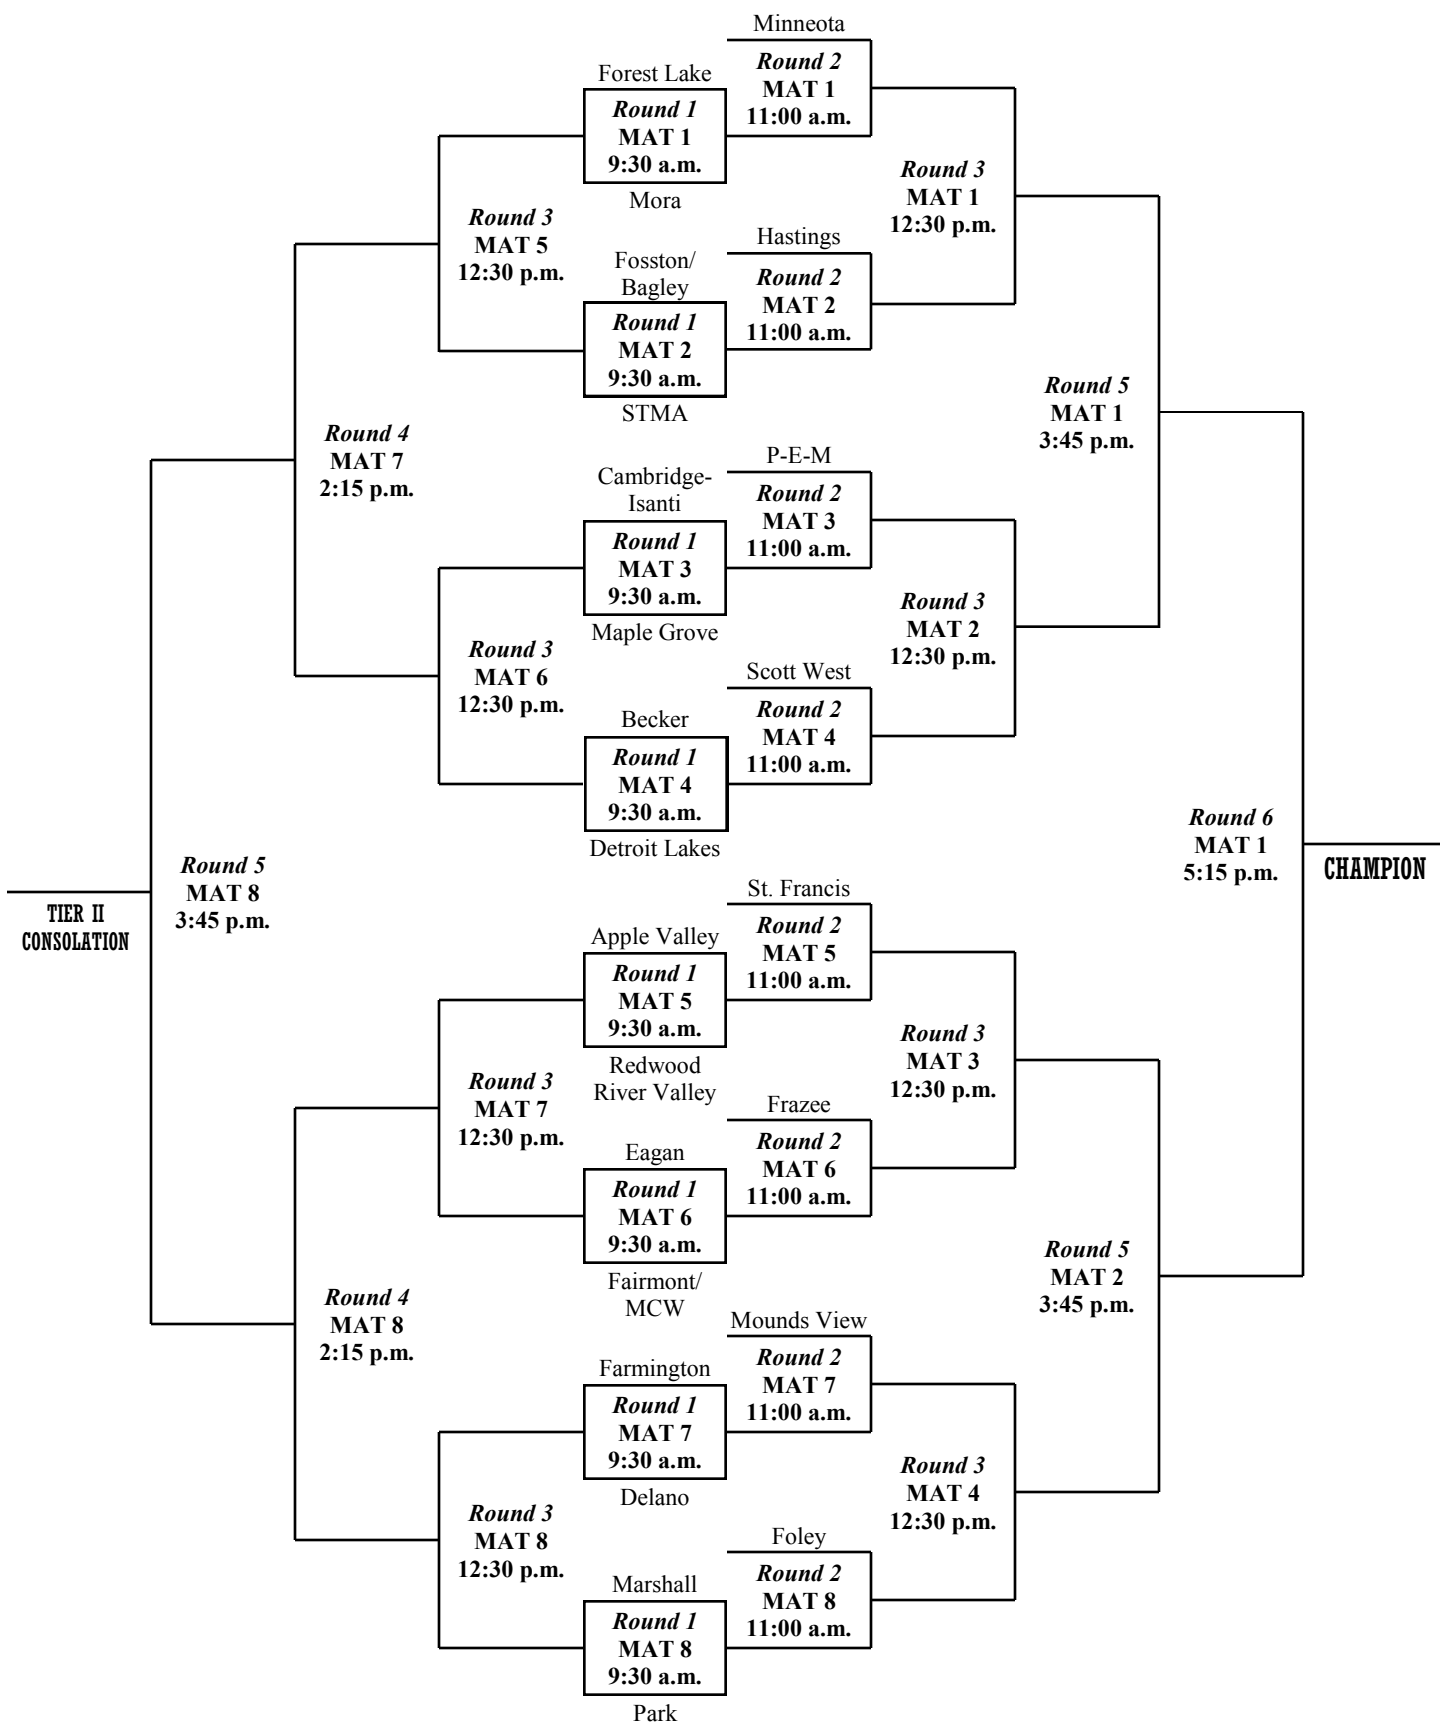 Minneota
Round 2
MAT 1
11:00 a.m.
Forest Lake
Round 1
MAT 1
9:30 a.m.
Mora
Round 3
MAT 1
12:30 p.m.
Round 3
MAT 5
12:30 p.m.
Hastings
Round 2
MAT 2
11:00 a.m.
Fosston/
Bagley
Round 1
MAT 2
9:30 a.m.
STMA
Round 5
MAT 1
3:45 p.m.
Round 4
MAT 7
2:15 p.m.
P-E-M
Round 2
MAT 3
11:00 a.m.
Cambridge-
Isanti
Round 1
MAT 3
9:30 a.m.
Maple Grove
Round 3
MAT 2
12:30 p.m.
Round 3
MAT 6
12:30 p.m.
Scott West
Round 2
MAT 4
11:00 a.m.
Becker
Round 1
MAT 4
9:30 a.m.
Detroit Lakes
Round 6
MAT 1
5:15 p.m.
CHAMPION
Round 5
MAT 8
3:45 p.m.
TIER II
CONSOLATION
St. Francis
Round 2
MAT 5
11:00 a.m.
Apple Valley
Round 1
MAT 5
9:30 a.m.
Redwood
River Valley
Round 3
MAT 3
12:30 p.m.
Round 3
MAT 7
12:30 p.m.
Frazee
Round 2
MAT 6
11:00 a.m.
Eagan
Round 1
MAT 6
9:30 a.m.
Fairmont/
MCW
Round 5
MAT 2
3:45 p.m.
Round 4
MAT 8
2:15 p.m.
Mounds View
Round 2
MAT 7
11:00 a.m.
Farmington
Round 1
MAT 7
9:30 a.m.
Delano
Round 3
MAT 4
12:30 p.m.
Round 3
MAT 8
12:30 p.m.
Foley
Round 2
MAT 8
11:00 a.m.
Marshall
Round 1
MAT 8
9:30 a.m.
Park